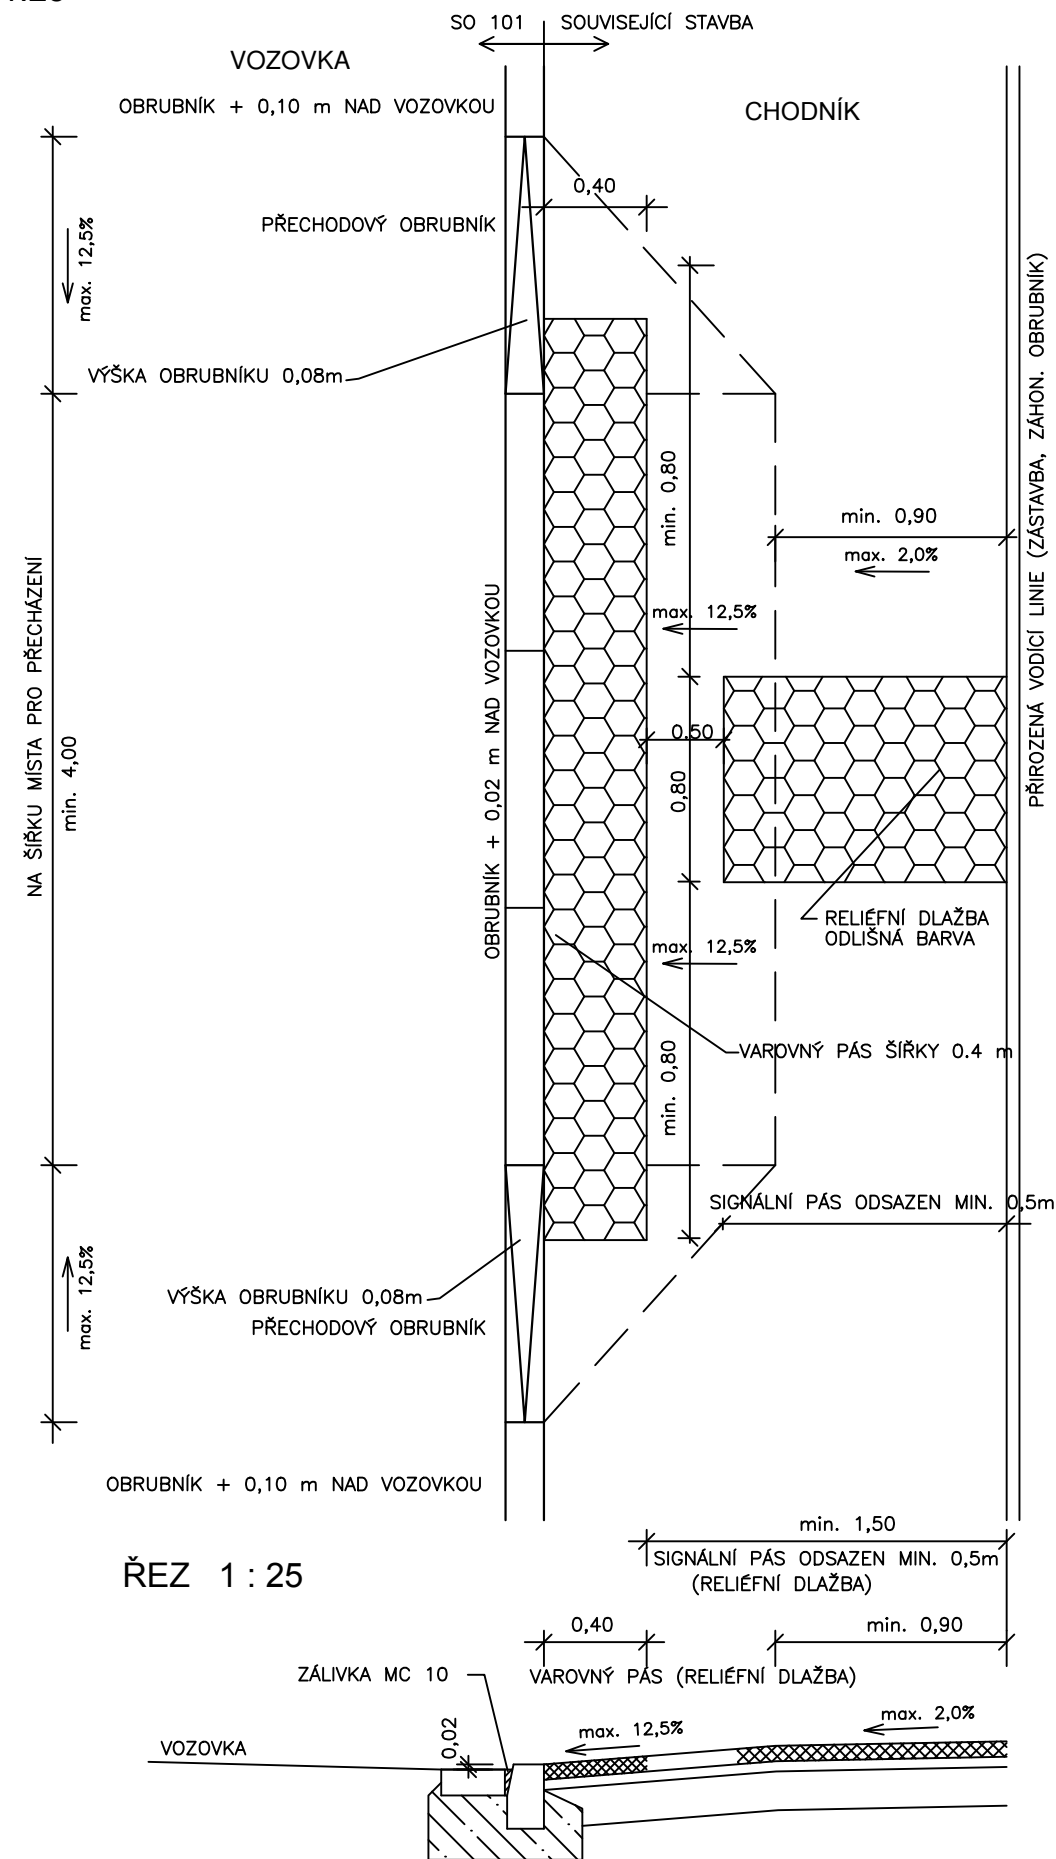 SO 101 SOUVISEJÍCÍ STAVBA
VOZOVKA
OBRUBNÍK + 0,10 m NAD VOZOVKOU
CHODNÍK
0,40
PŘECHODOVÝ OBRUBNÍK
max. 12,5%
VÝŠKA OBRUBNÍKU 0,08m
min. 0,80
min. 0,90
max. 2,0%
PŘIROZENÁ VODÍCÍ LINIE (ZÁSTAVBA, ZÁHON. OBRUBNÍK)
NA ŠÍŘKU MÍSTA PRO PŘECHÁZENÍ
min. 4,00
OBRUBNÍK + 0,02 m NAD VOZOVKOU
max. 12,5%
0.50
0,80
RELIÉFNÍ DLAŽBA
ODLIŠNÁ BARVA
max. 12,5%
VAROVNÝ PÁS ŠÍŘKY 0.4 m
min. 0,80
SIGNÁLNÍ PÁS ODSAZEN MIN. 0,5m
max. 12,5%
VÝŠKA OBRUBNÍKU 0,08m
PŘECHODOVÝ OBRUBNÍK
OBRUBNÍK + 0,10 m NAD VOZOVKOU
min. 1,50
SIGNÁLNÍ PÁS ODSAZEN MIN. 0,5m
(RELIÉFNÍ DLAŽBA)
ŘEZ 1 : 25
0,40
min. 0,90
ZÁLIVKA MC 10
VAROVNÝ PÁS (RELIÉFNÍ DLAŽBA)
max. 2,0%
max. 12,5%
0,02
VOZOVKA